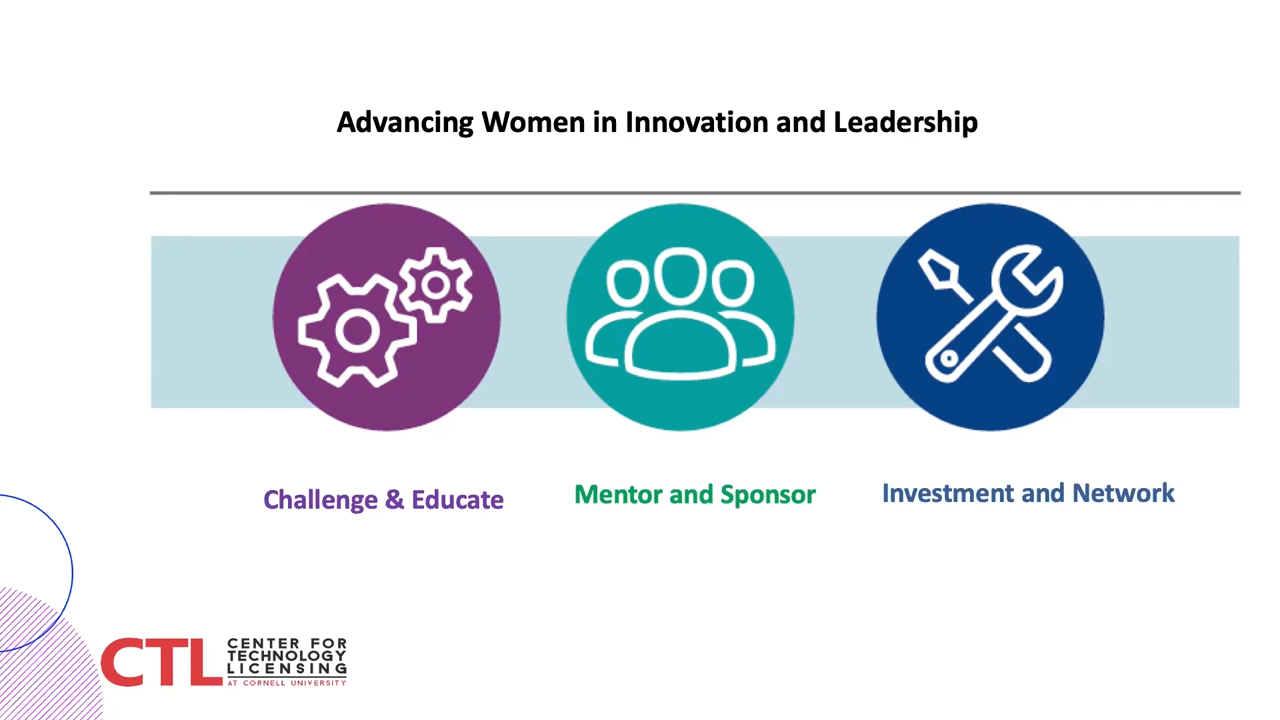 Advancing Women in Innovation and Leadership
Challenge & Educate
Mentor and Sponsor
Investment and Network
CTL
CENTER FOR
TECHNOLOGY
LICENSING
AT CORNELL UNIVERSITY